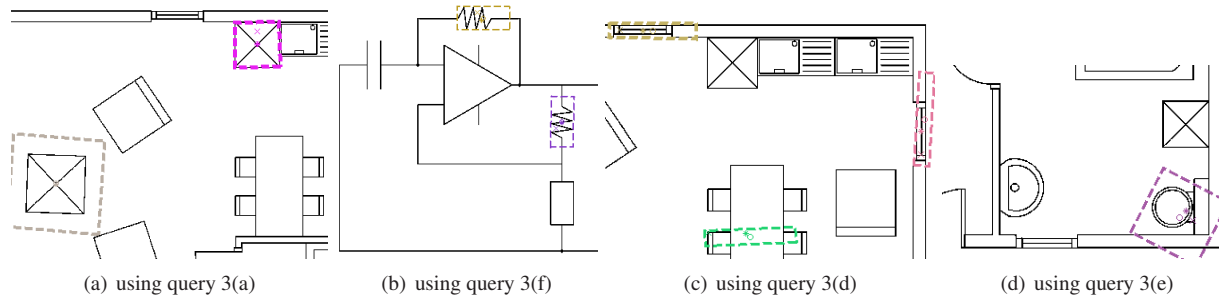 (a) using query 3(a)
(b) using query 3(f)
(c) using query 3(d)
(d) using query 3(e)